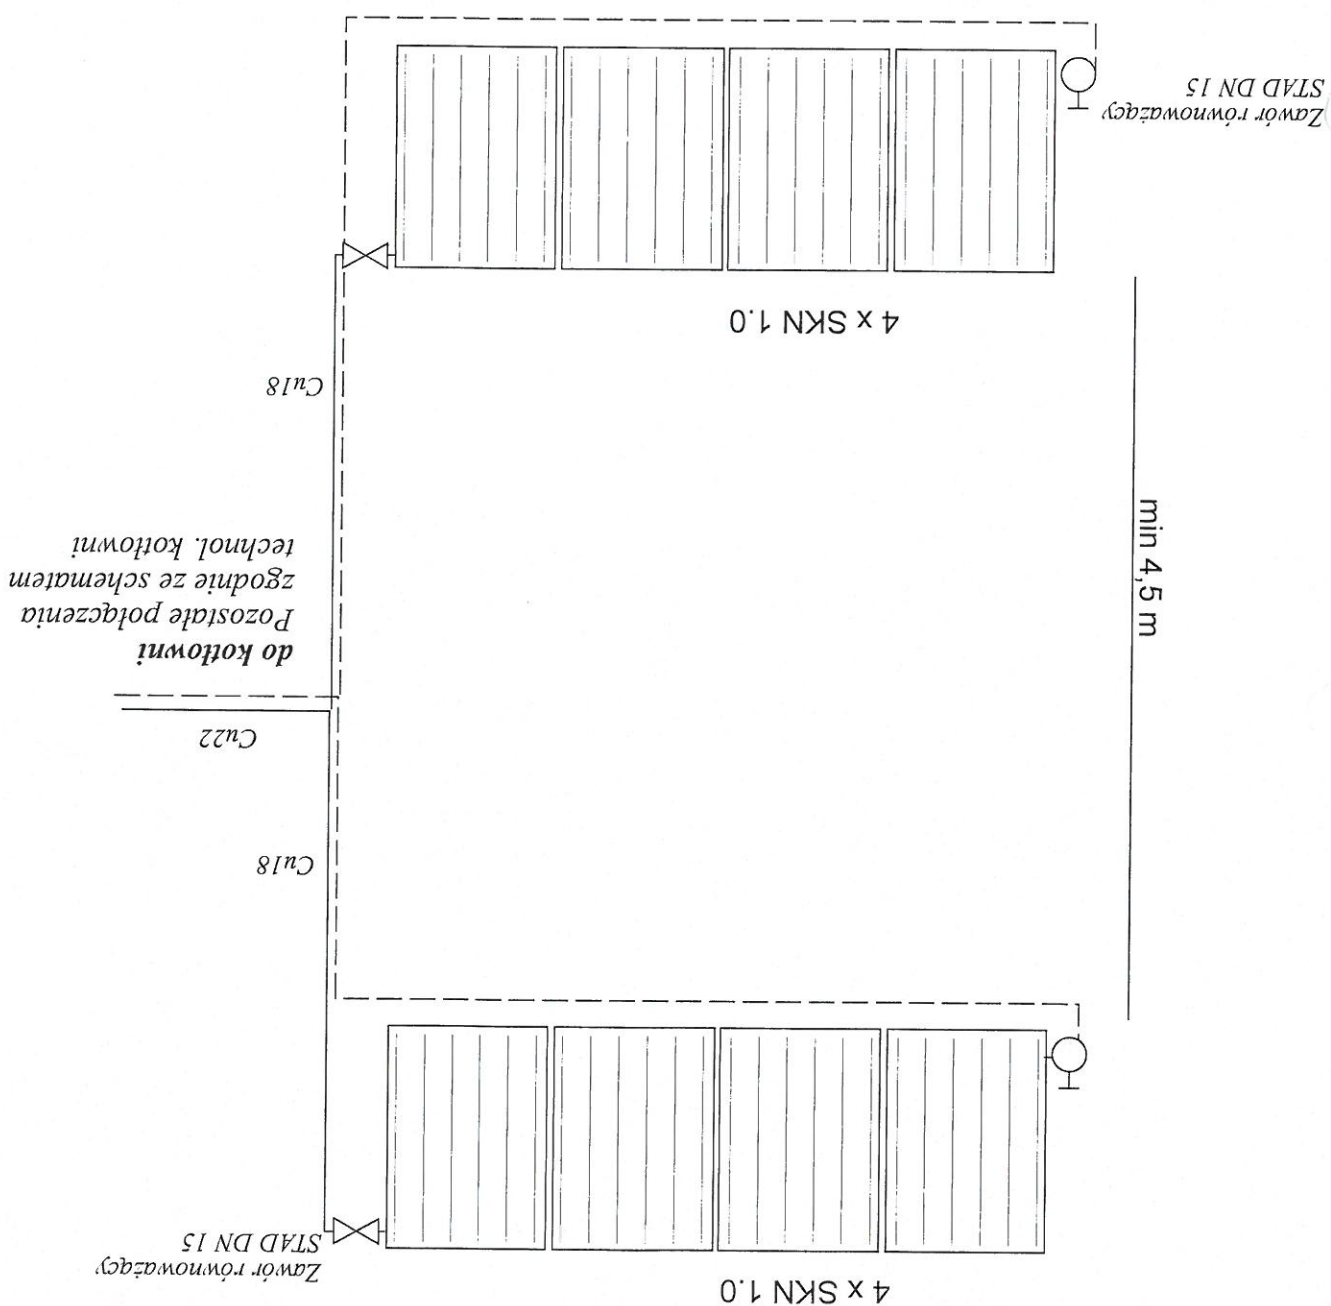 4 x SKN 1.0
Zawór równoważący
STAD DN 15
Cu18
Cu22
do kotłowni
Pozostałe połączenia
zgodnie ze schematem
technol. kotłowni
min 4,5 m
Cu18
4 x SKN 1.0
Zawór równoważący
STAD DN 15